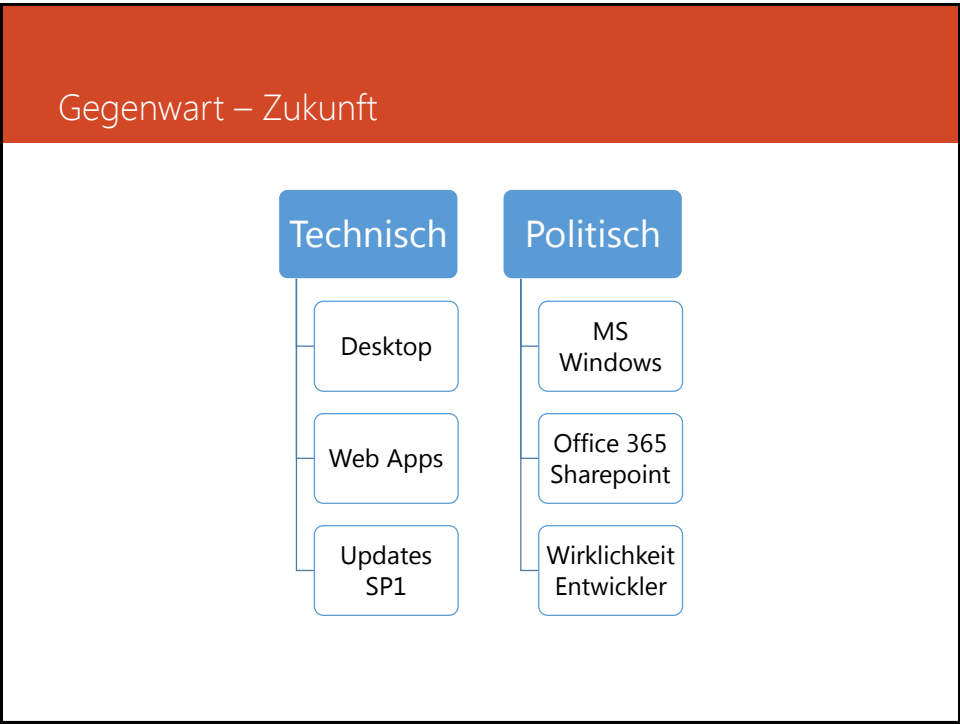 Gegenwart – Zukunft
Technisch
Desktop
Web Apps
Updates
SP1
Politisch
MS
Windows
Office 365
Sharepoint
Wirklichkeit
Entwickler